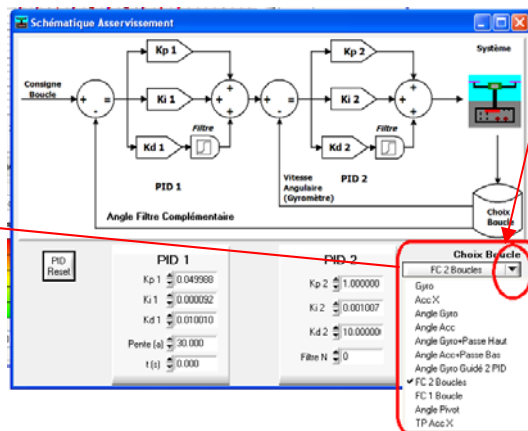 Schématique Asservissement
Kp 1
Kp 2
Système
Consigne
Boucle
+
-
=
Ki 1
+
+
+
=
+
-
=
Ki 2
+
+
+
=
Filtre
Kd 1
Filtre
Kd 2
PID 1
Vitesse
Angulaire
(Gyromètre)
PID 2
Choix
Boucle
Angle Filtre Complémentaire
PID
Reset
PID 1
Kp 1 0.049988
Ki 1 0.000092
Kd 1 0.010010
Pente (a) 30.000
t (s) 0.000
PID 2
Kp 2 1.000000
Ki 2 0.001007
Kd 2 10.00000
Filtre N 0
Choix Boucle
FC 2 Boucles
Gyro
Acc X
Angle Gyro
Angle Acc
Angle Gyro+Passe Haut
Angle Acc+Passe Bas
Angle Gyro Guidé 2 PID
✔FC 2 Boucles
FC 1 Boucle
Angle Pivot
TP Acc X